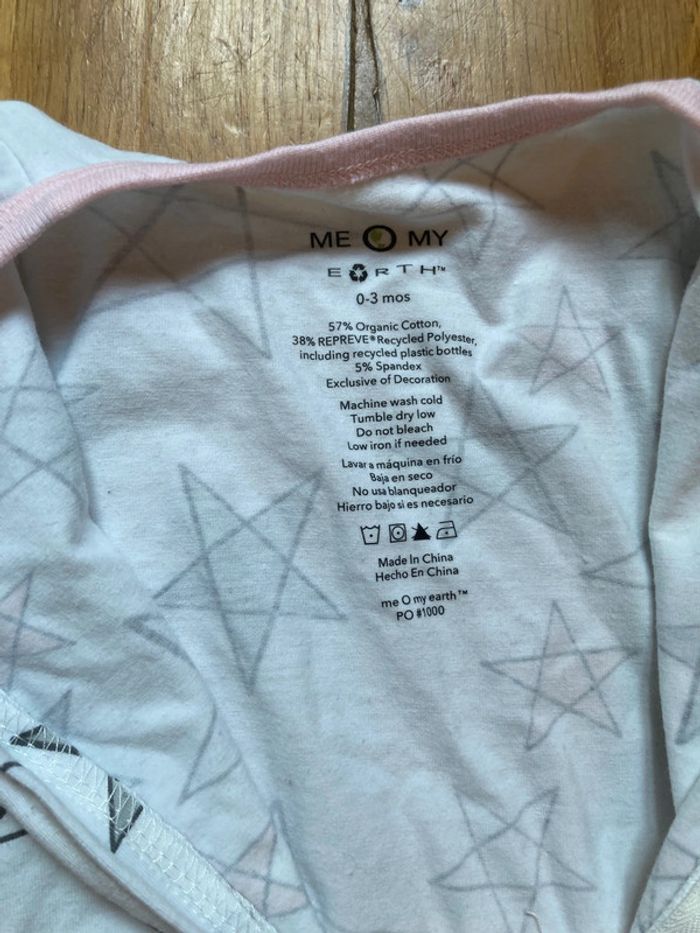 ME O MY
E♻RTH™
0-3 mos
57% Organic Cotton,
38% REPREVE® Recycled Polyester,
including recycled plastic bottles
5% Spandex
Exclusive of Decoration
Machine wash cold
Tumble dry low
Do not bleach
Low iron if needed
Lavar a máquina en frío
Baja en seco
No usa blanqueador
Hierro bajo si es necesario
Made In China
Hecho En China
me O my earth™
PO #1000